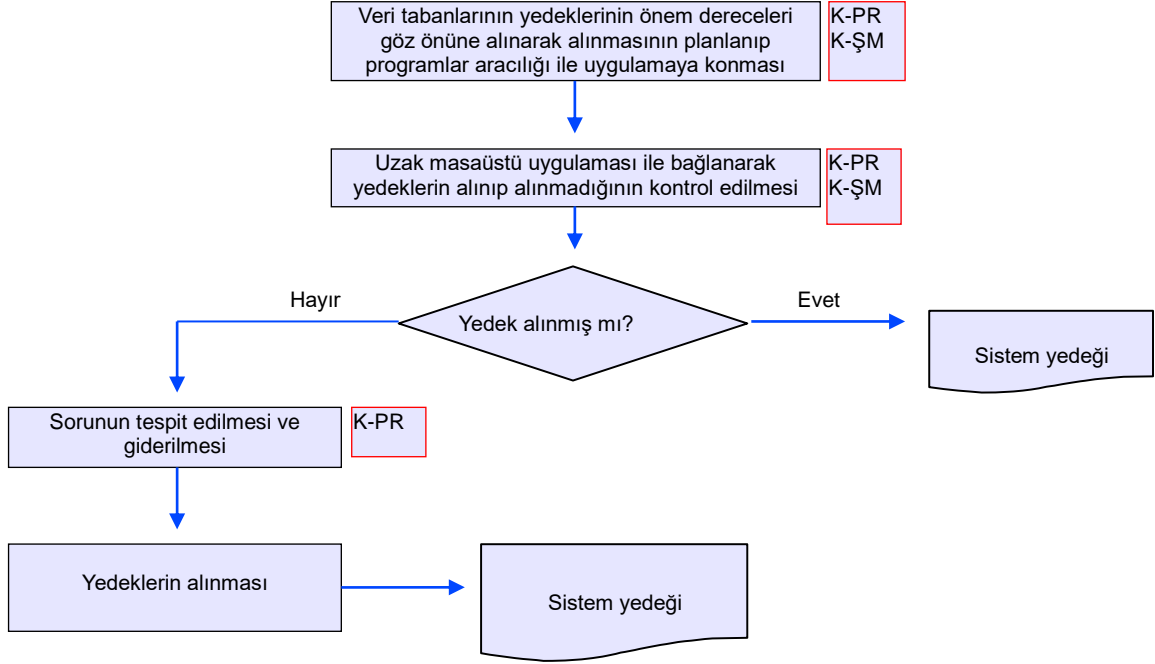 Veri tabanlarının yedeklerinin önem dereceleri
göz önüne alınarak alınmasının planlanıp
programlar aracılığı ile uygulamaya konması
K-PR
K-ŞM
Uzak masaüstü uygulaması ile bağlanarak
yedeklerin alınıp alınmadığının kontrol edilmesi
K-PR
K-ŞM
Hayır
Yedek alınmış mı?
Evet
Sistem yedeği
Sorunun tespit edilmesi ve
giderilmesi
K-PR
Yedeklerin alınması
Sistem yedeği